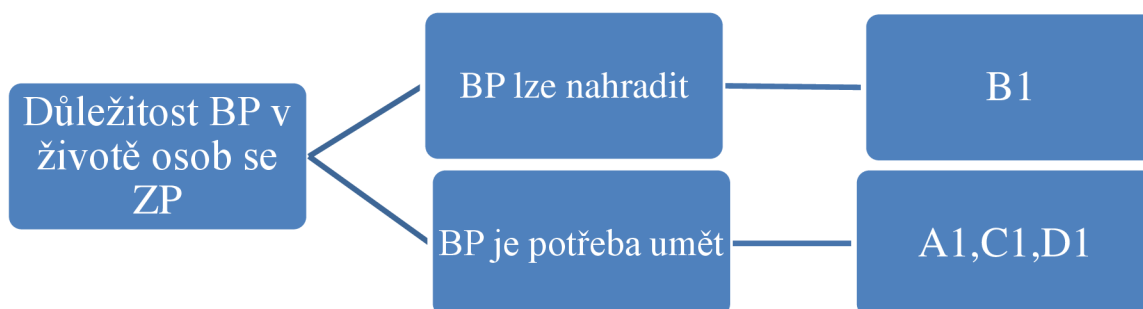 Důležitost BP v
životě osob se
ZP
BP lze nahradit
B1
BP je potřeba umět
A1,C1,D1